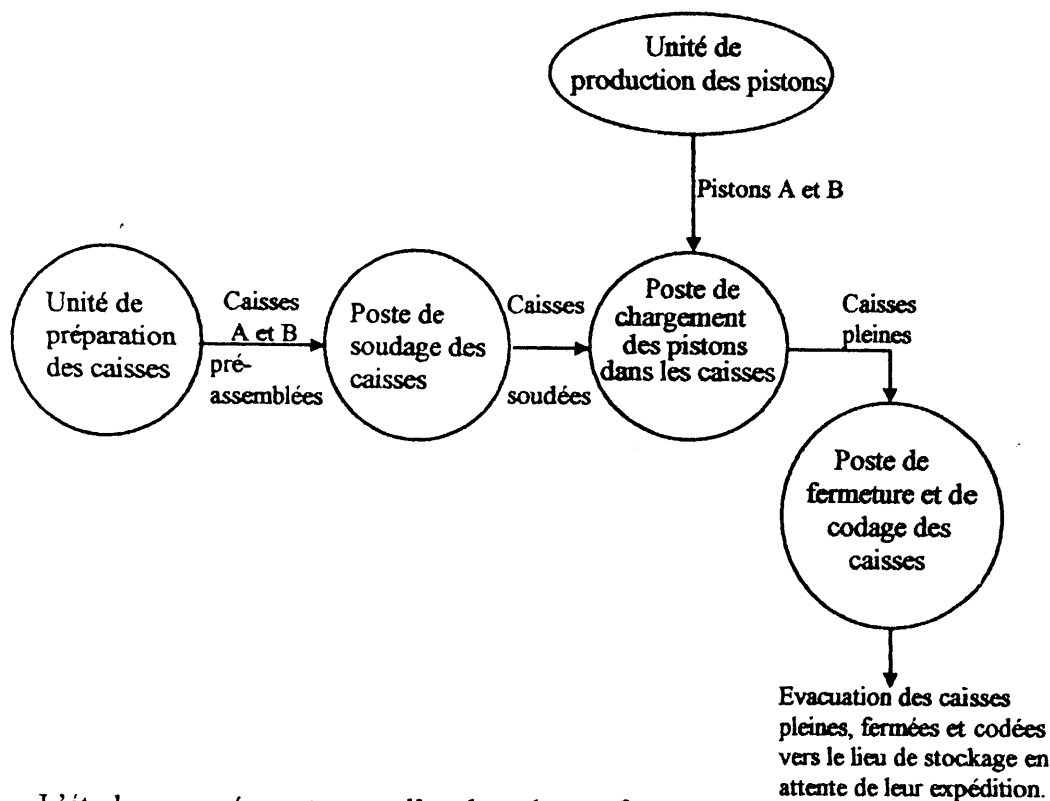 Unité de
production des pistons
Pistons A et B
Unité de
préparation
des caisses
Caisses
A et B
pré-
assemblées
Poste de
soudage des
caisses
Caisses
soudées
Poste de
chargement
des pistons
dans les caisses
Caisses
pleines
Poste de
fermeture et de
codage des
caisses
Evacuation des caisses
pleines, fermées et codées
vers le lieu de stockage en
attente de leur expédition.